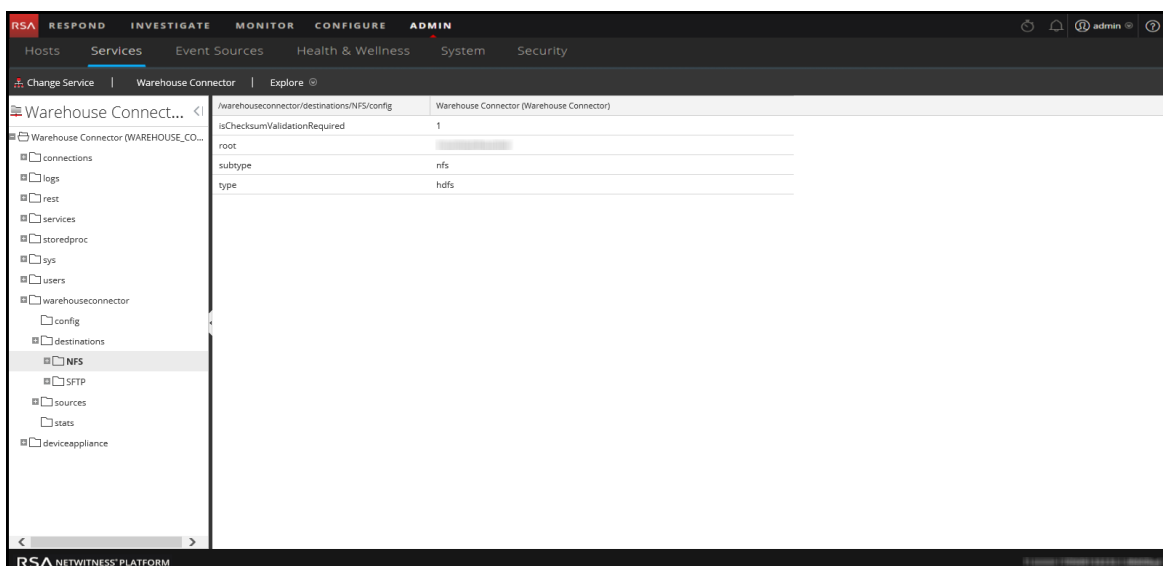 RSA RESPOND INVESTIGATE MONITOR CONFIGURE ADMIN admin
Hosts Services Event Sources Health & Wellness System Security
Change Service | Warehouse Connector | Explore
Warehouse Connect...
/warehouseconnector/destinations/NFS/config Warehouse Connector (Warehouse Connector)
isChecksumValidationRequired 1
Warehouse Connector (WAREHOUSE_CO...
root
connections
subtype nfs
logs
type hdfs
rest
services
storedproc
sys
users
warehouseconnector
config
destinations
NFS
SFTP
sources
stats
deviceappliance
RSA NETWITNESS® PLATFORM